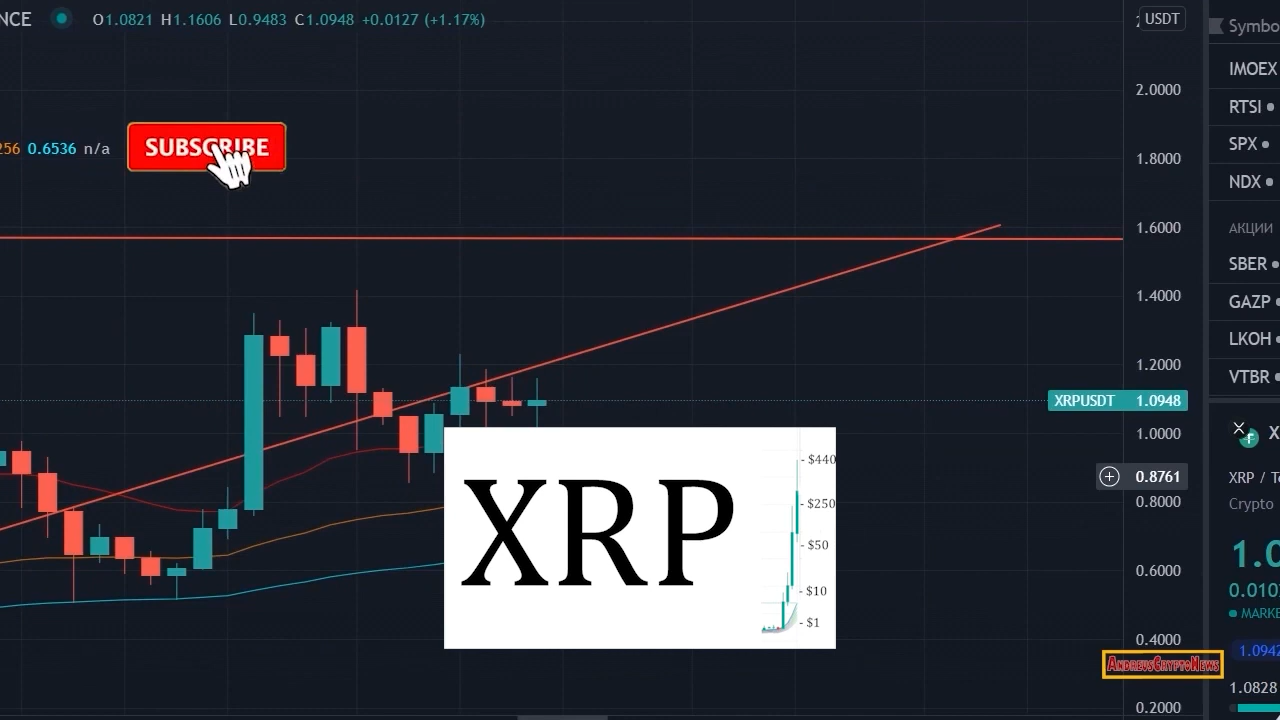 NCE O1.0821 H1.1606 L0.9483 C1.0948 +0.0127 (+1.17%)
USDT
Symbo
2.0000
IMOEX
RTSI
256 0.6536 n/a
SUBSCRIBE
1.8000
SPX
NDX
1.6000
АКЦИИ
SBER
1.4000
GAZP
LKOH
1.2000
VTBR
XRPUSDT 1.0948
1.0000
X
0.8761
XRP / Te
0.8000
Crypto
XRP
$440
$250
$50
$10
$1
0.6000
1.0
0.010
MARKE
0.4000
1.0942
ANDREVSCRYPTONEWS
1.0828
0.2000